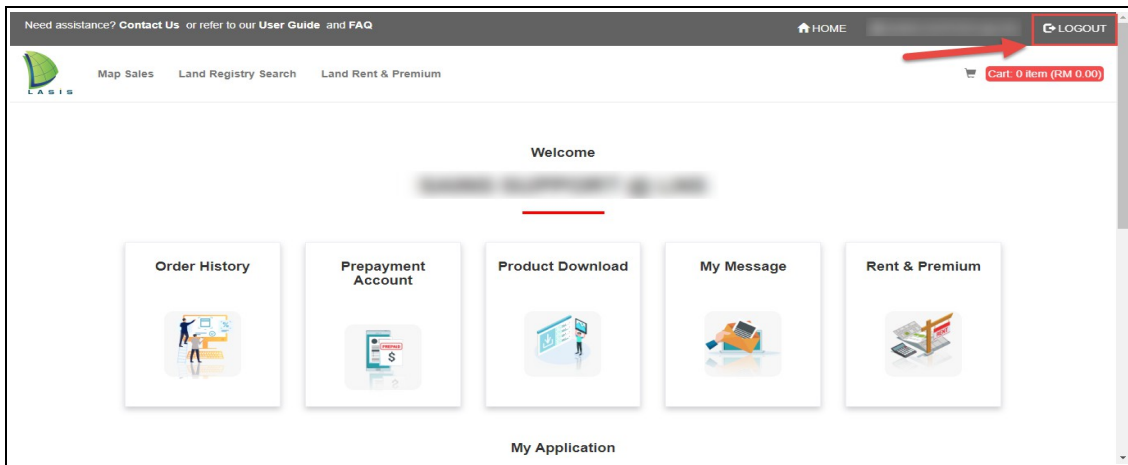 Need assistance? Contact Us or refer to our User Guide and FAQ
HOME
LOGOUT
LASIS
Map Sales
Land Registry Search
Land Rent & Premium
Cart: 0 item (RM 0.00)
Welcome
Order History
Prepayment
Account
Product Download
My Message
Rent & Premium
PREPAID
$
My Application